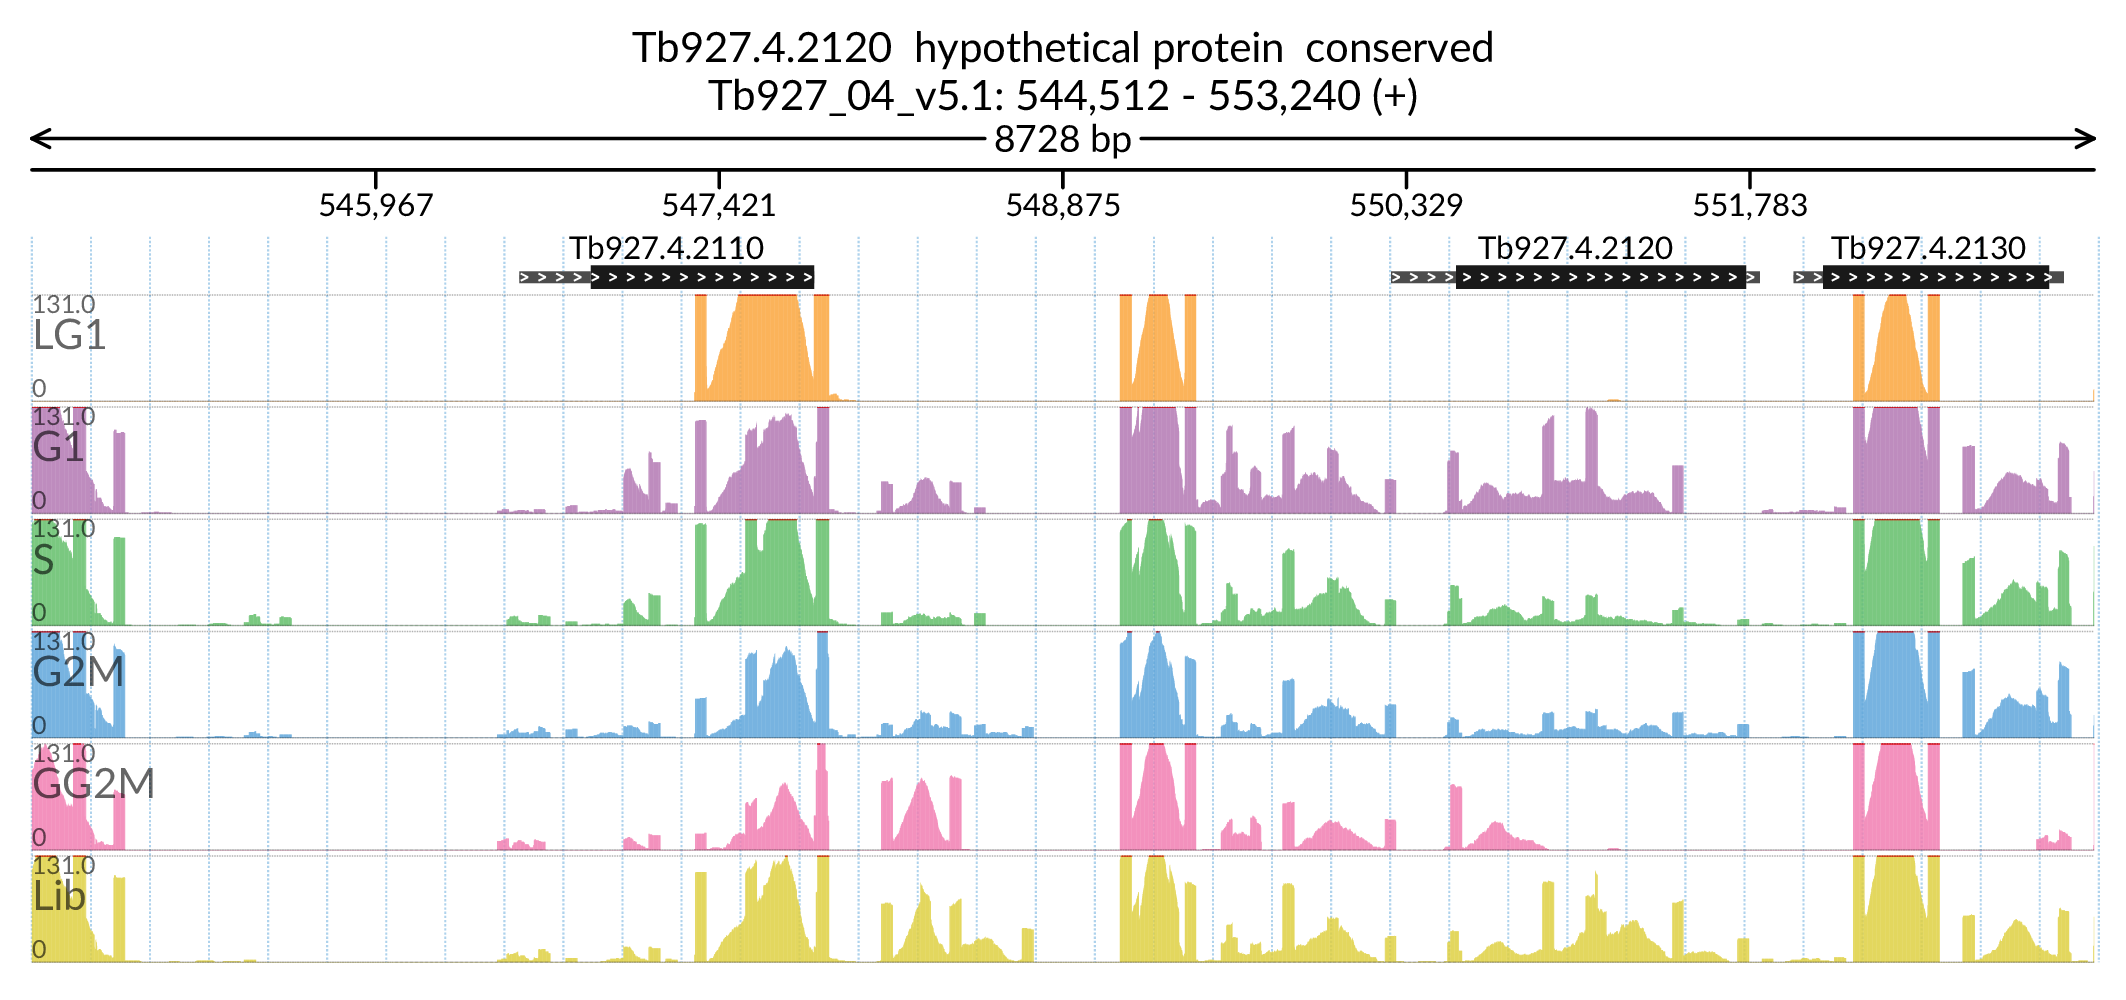 Tb927.4.2120  hypothetical protein  conserved
Tb927_04_v5.1: 544,512 - 553,240 (+)
8728 bp
545,967 547,421 548,875 550,329 551,783
Tb927.4.2110 Tb927.4.2120 Tb927.4.2130
131.0
LG1
0
131.0
G1
0
131.0
S
0
131.0
G2M
0
131.0
GG2M
0
131.0
Lib
0